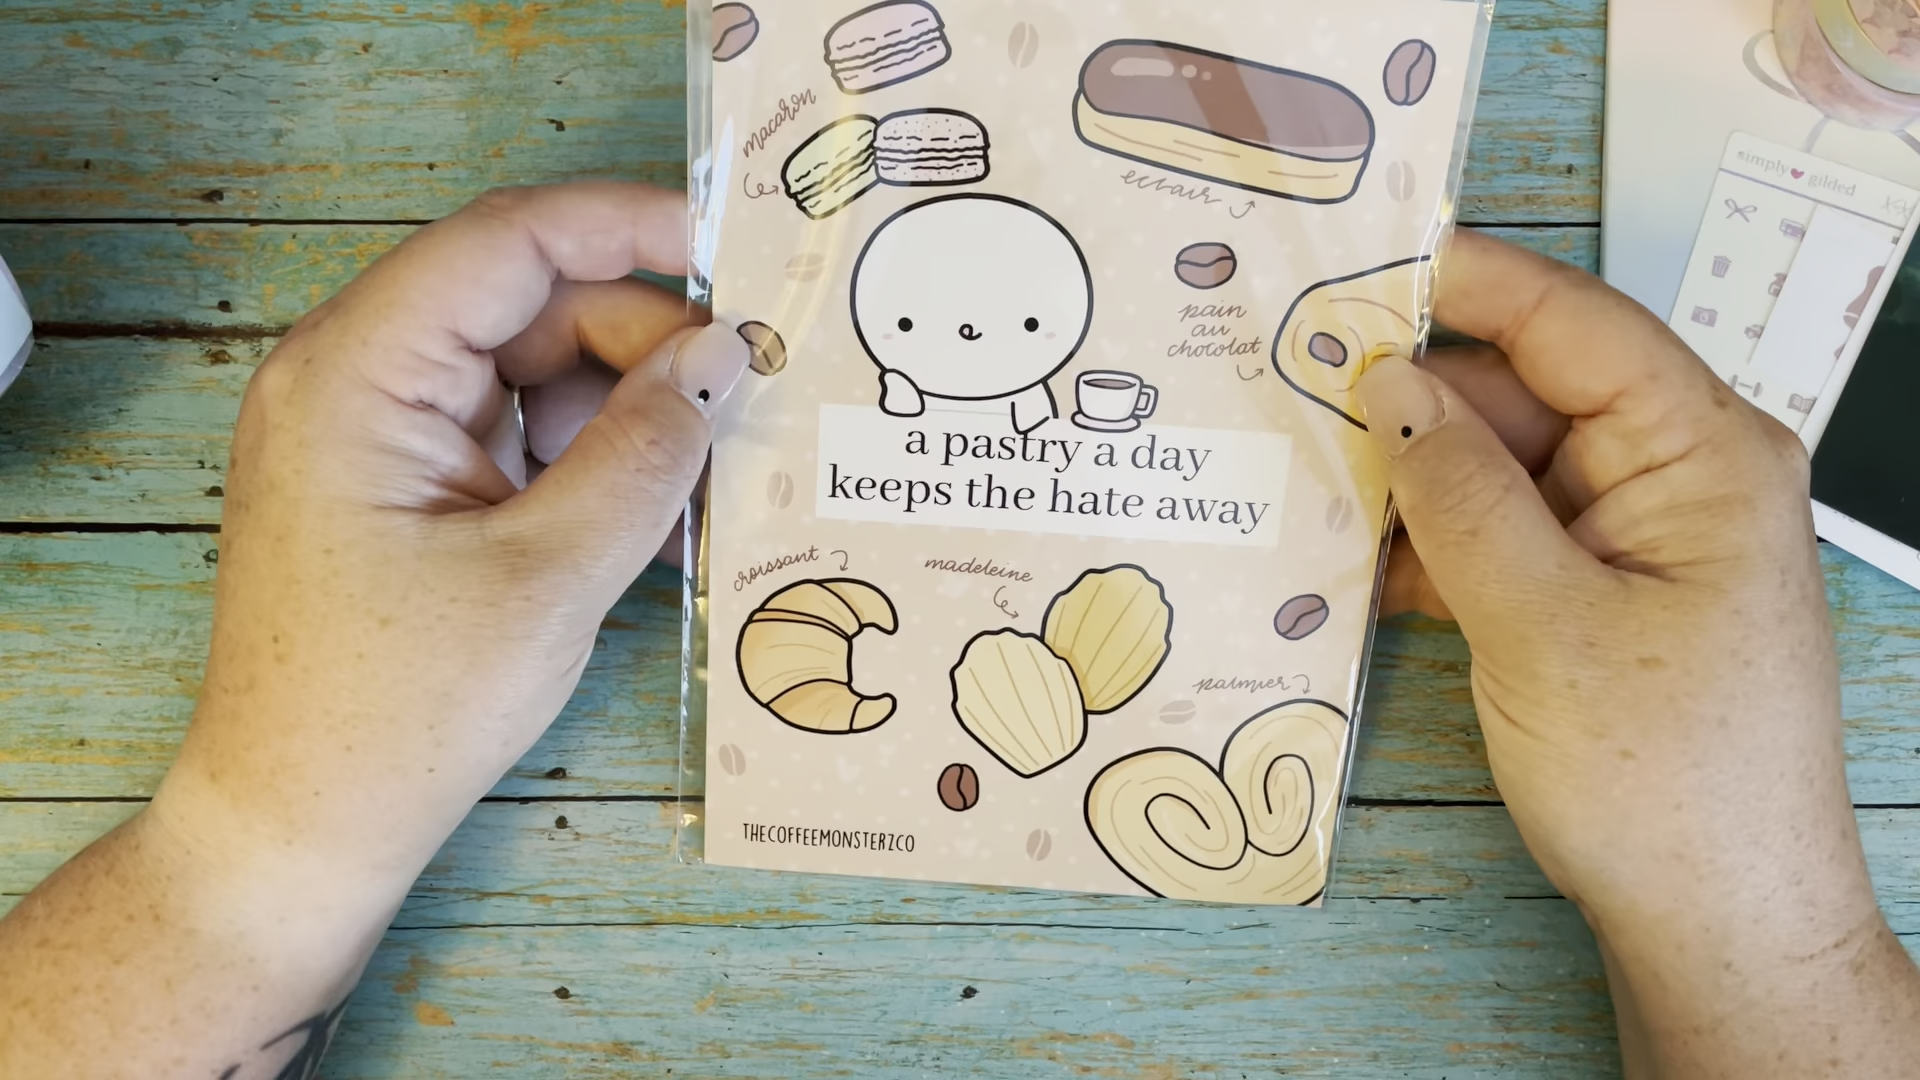 macaron
eclair
pain
au
chocolat
a pastry a day
keeps the hate away
croissant
madeleine
palmier
THECOFFEEMONSTERZCO
simply gilded